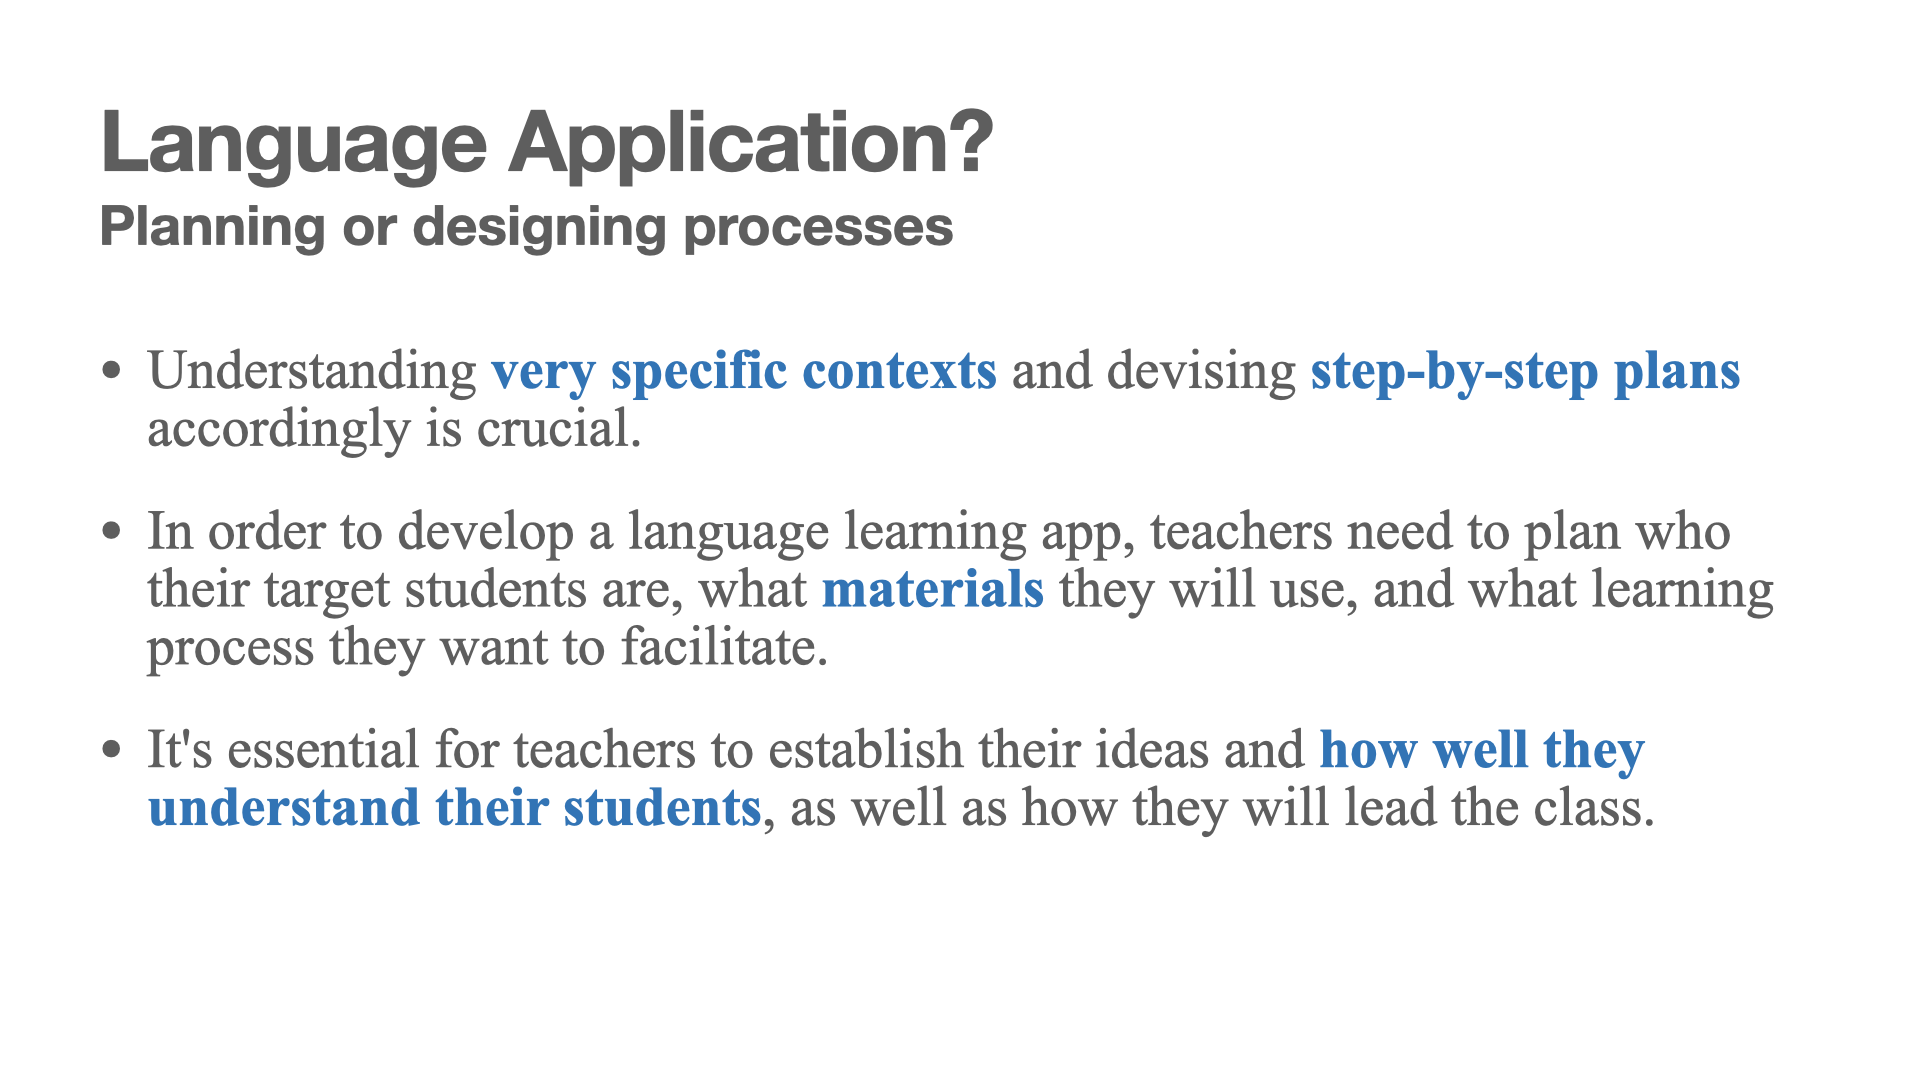 Language Application?
Planning or designing processes
• Understanding very specific contexts and devising step-by-step plans
accordingly is crucial.
• In order to develop a language learning app, teachers need to plan who
their target students are, what materials they will use, and what learning
process they want to facilitate.
• It's essential for teachers to establish their ideas and how well they
understand their students, as well as how they will lead the class.